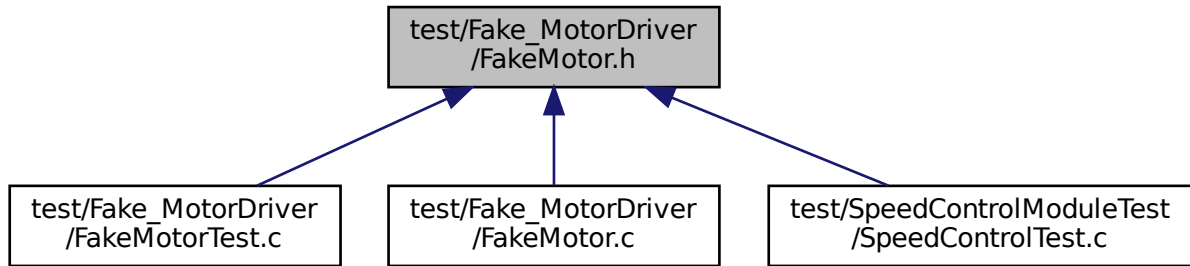 test/Fake_MotorDriver
/FakeMotor.h
test/Fake_MotorDriver
/FakeMotorTest.c
test/Fake_MotorDriver
/FakeMotor.c
test/SpeedControlModuleTest
/SpeedControlTest.c